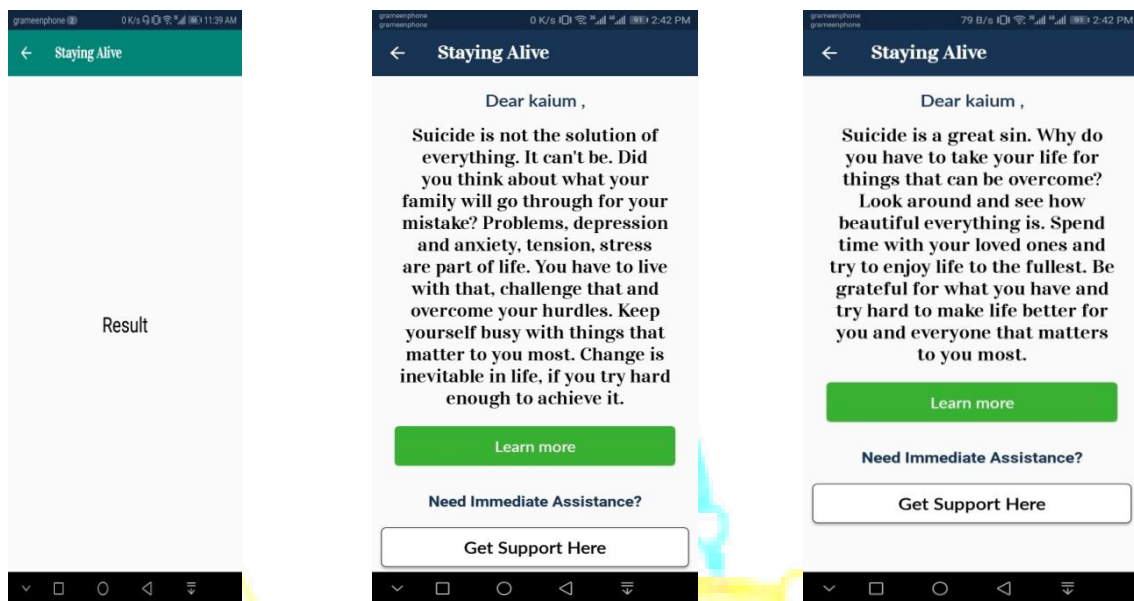 grameenphone 2 0 K/s 11:39 AM
Staying Alive
Result
grameenphone
grameenphone
0 K/s 91 2:42 PM
Staying Alive
Dear kaium ,
Suicide is not the solution of
everything. It can't be. Did
you think about what your
family will go through for your
mistake? Problems, depression
and anxiety, tension, stress
are part of life. You have to live
with that, challenge that and
overcome your hurdles. Keep
yourself busy with things that
matter to you most. Change is
inevitable in life, if you try hard
enough to achieve it.
Learn more
Need Immediate Assistance?
Get Support Here
grameenphone
grameenphone
79 B/s 91 2:42 PM
Staying Alive
Dear kaium ,
Suicide is a great sin. Why do
you have to take your life for
things that can be overcome?
Look around and see how
beautiful everything is. Spend
time with your loved ones and
try to enjoy life to the fullest. Be
grateful for what you have and
try hard to make life better for
you and everyone that matters
to you most.
Learn more
Need Immediate Assistance?
Get Support Here